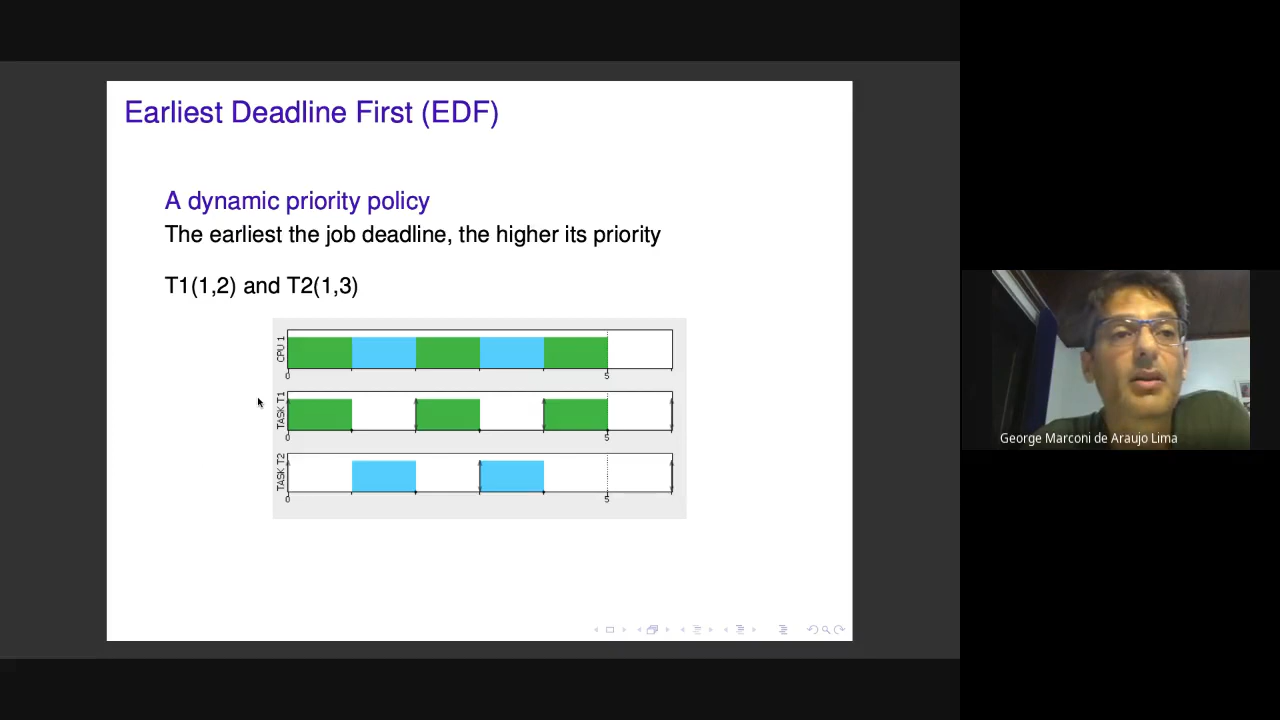 Earliest Deadline First (EDF)
A dynamic priority policy
The earliest the job deadline, the higher its priority
T1(1,2) and T2(1,3)
CPU 1
0
5
TASK T1
0
5
TASK T2
0
5
George Marconi de Araujo Lima